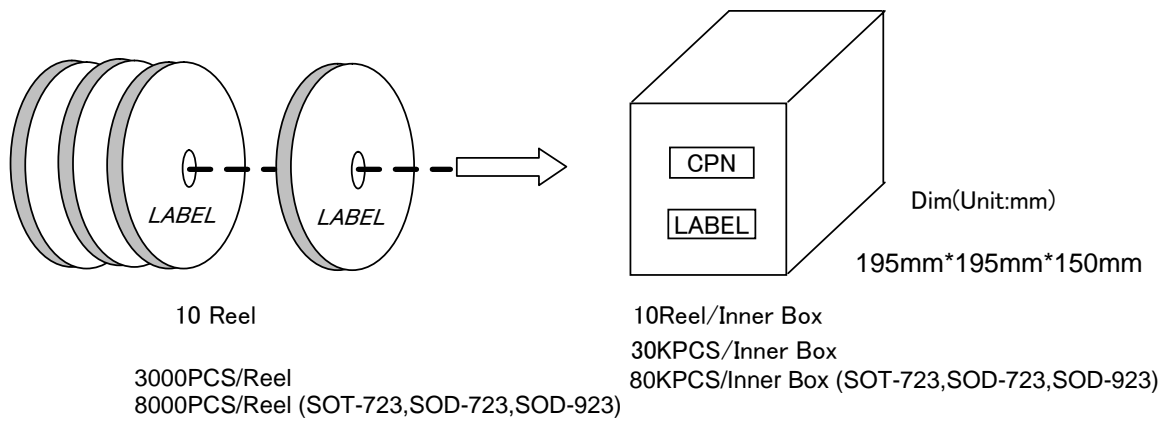 LABEL
LABEL
CPN
LABEL
Dim(Unit:mm)
195mm*195mm*150mm
10 Reel
3000PCS/Reel
8000PCS/Reel (SOT-723,SOD-723,SOD-923)
10Reel/Inner Box
30KPCS/Inner Box
80KPCS/Inner Box (SOT-723,SOD-723,SOD-923)